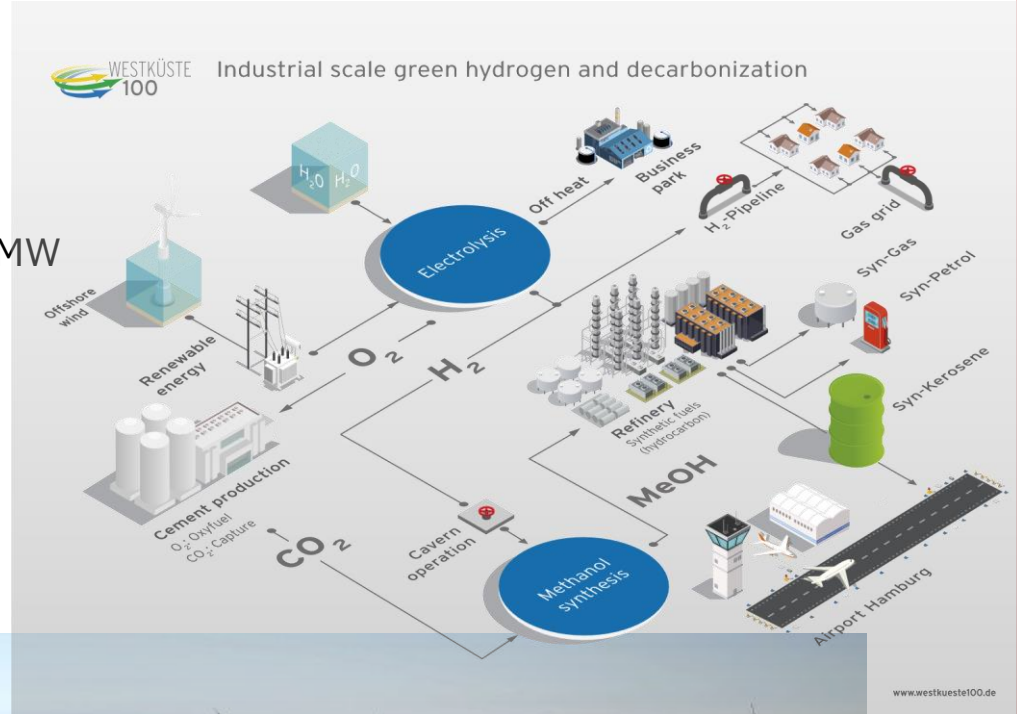 WESTKÜSTE
100
Industrial scale green hydrogen and decarbonization
MW
H₂O H₂O
Electrolysis
Off heat
Business
park
H₂-Pipeline
Gas grid
Offshore
wind
Renewable
energy
O₂
H₂
Syn-Gas
Syn-Petrol
Syn-Kerosene
Refinery
Synthetic fuels
(hydrocarbon)
MeOH
Cement production
O₂: Oxyfuel
CO₂: Capture
CO₂
Cavern
operation
Methanol
synthesis
Airport Hamburg
www.westkueste100.de